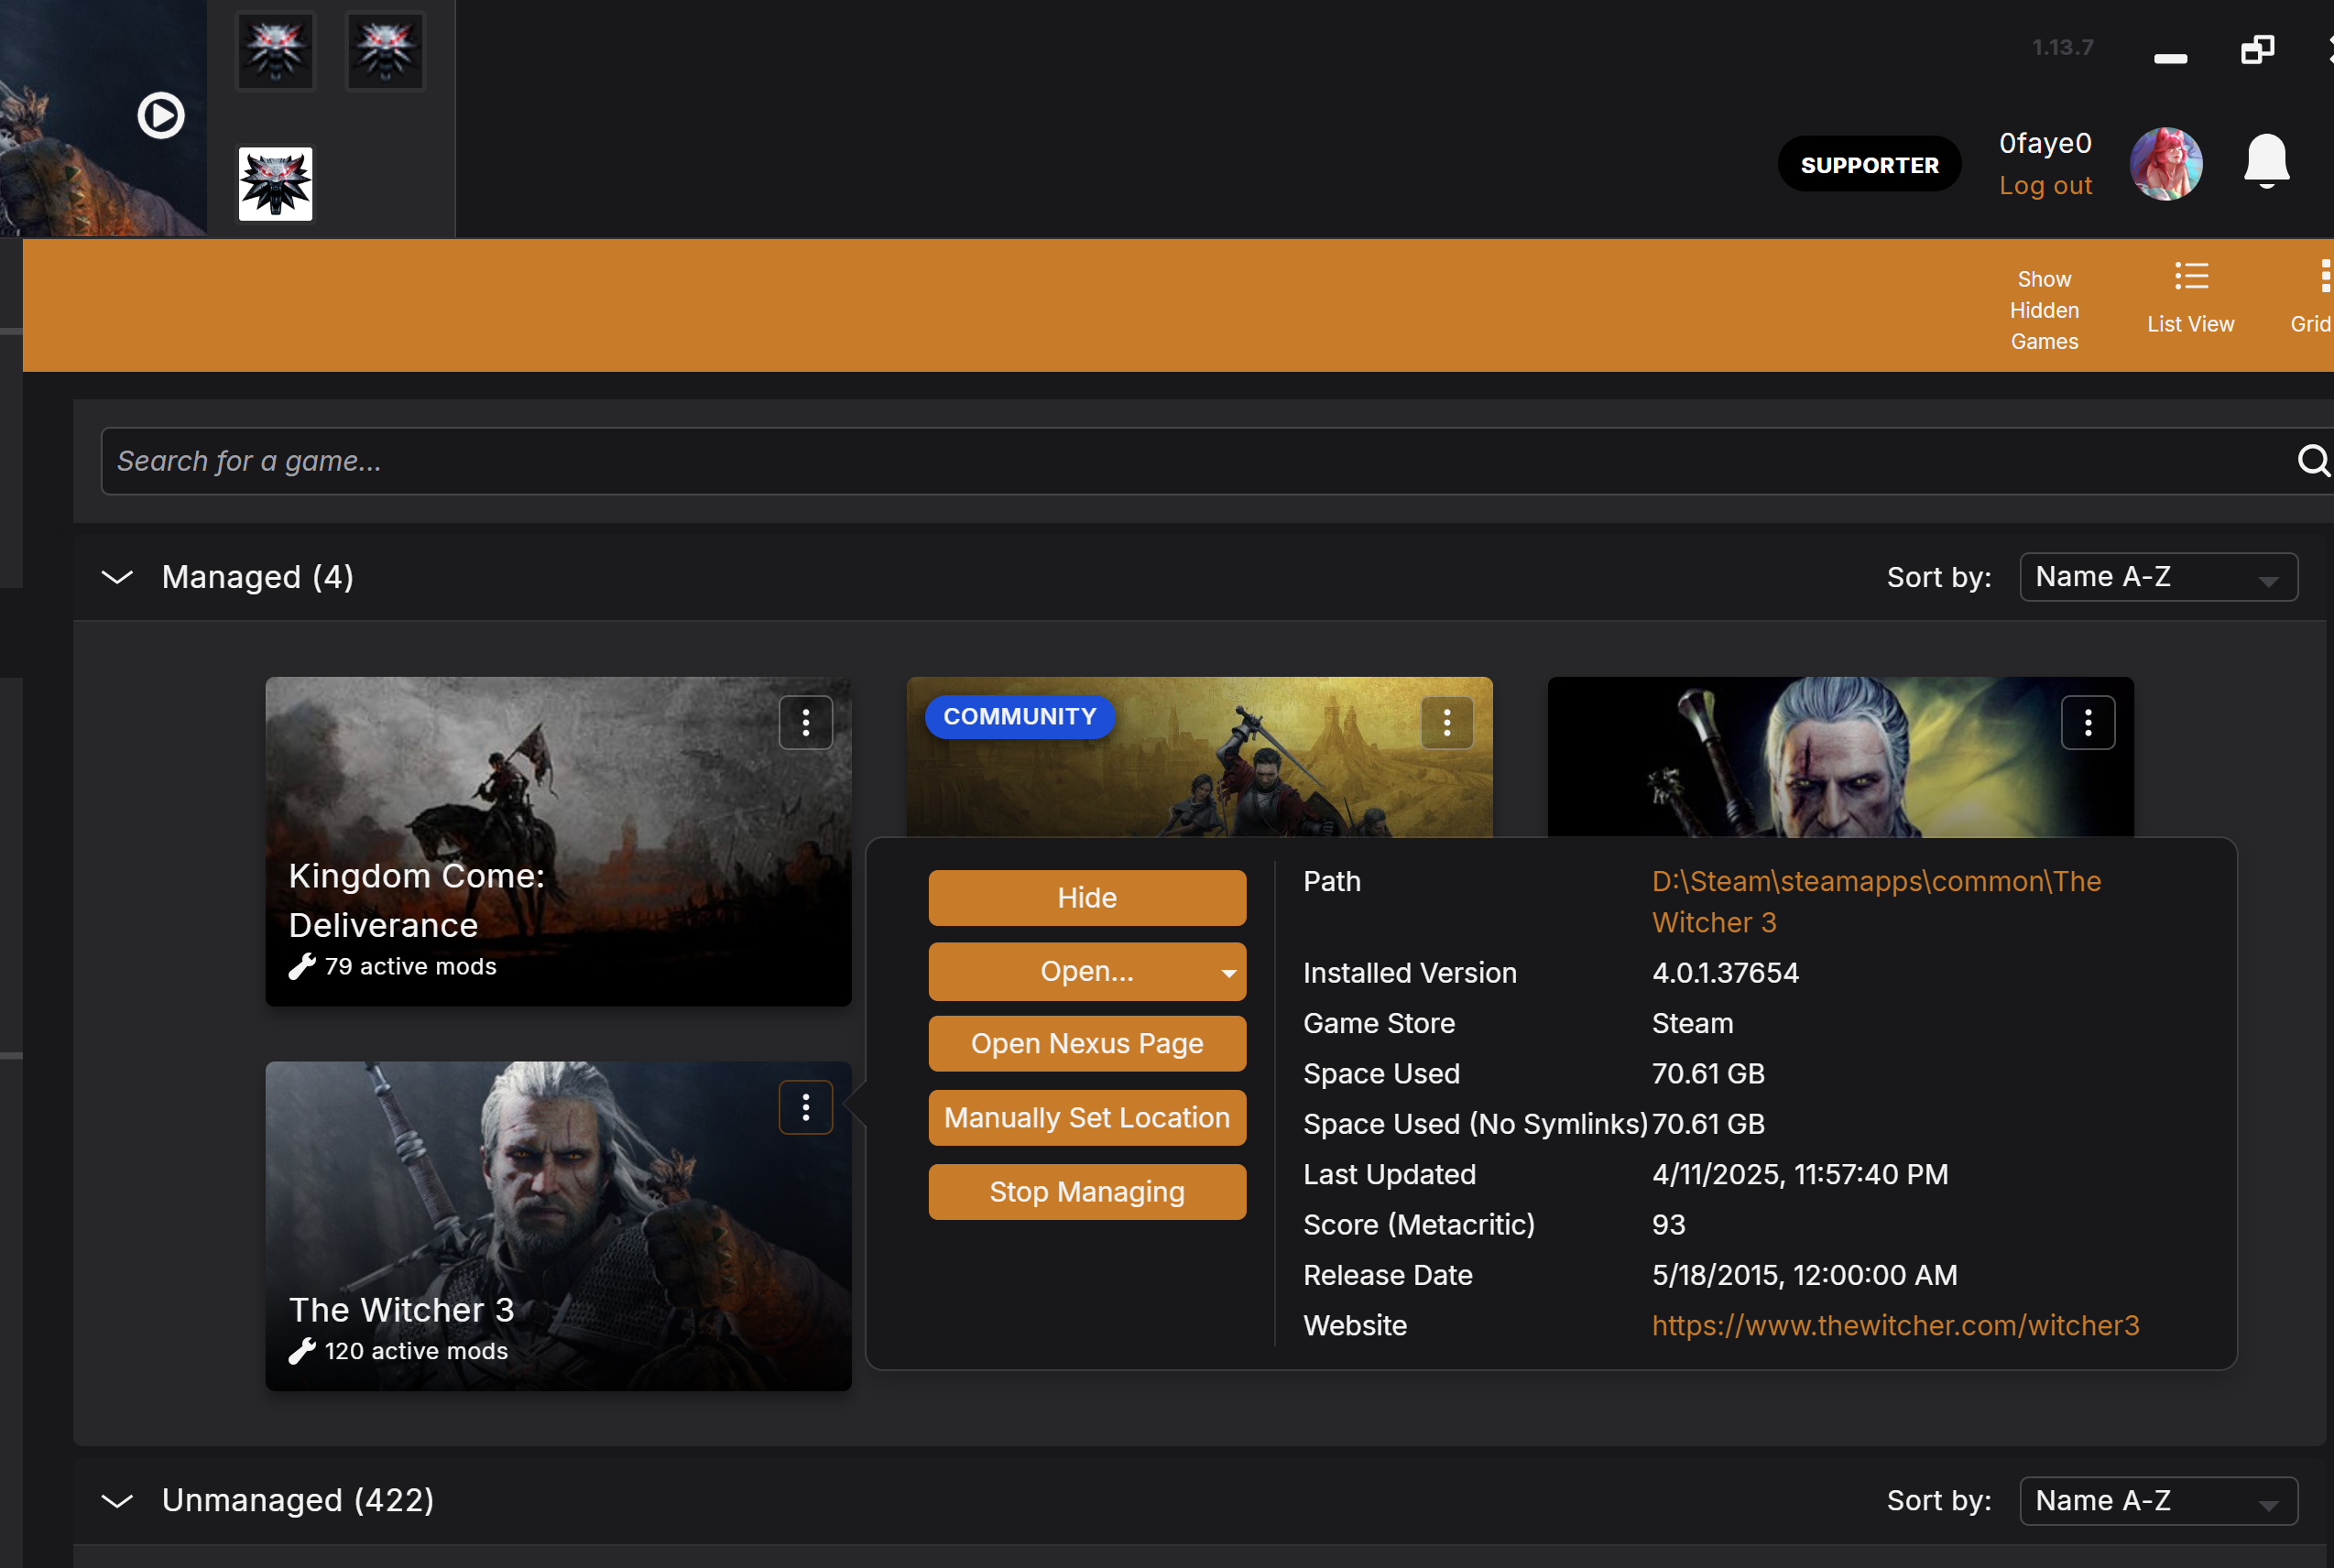 1.13.7
SUPPORTER
0faye0
Log out
Show
Hidden
Games
List View
Grid
Search for a game...
Managed (4)
Sort by:
Name A-Z
COMMUNITY
Kingdom Come:
Deliverance
79 active mods
The Witcher 3
120 active mods
Hide
Open...
Open Nexus Page
Manually Set Location
Stop Managing
Path
D:\Steam\steamapps\common\The
Witcher 3
Installed Version
4.0.1.37654
Game Store
Steam
Space Used
70.61 GB
Space Used (No Symlinks)
70.61 GB
Last Updated
4/11/2025, 11:57:40 PM
Score (Metacritic)
93
Release Date
5/18/2015, 12:00:00 AM
Website
https://www.thewitcher.com/witcher3
Unmanaged (422)
Sort by:
Name A-Z